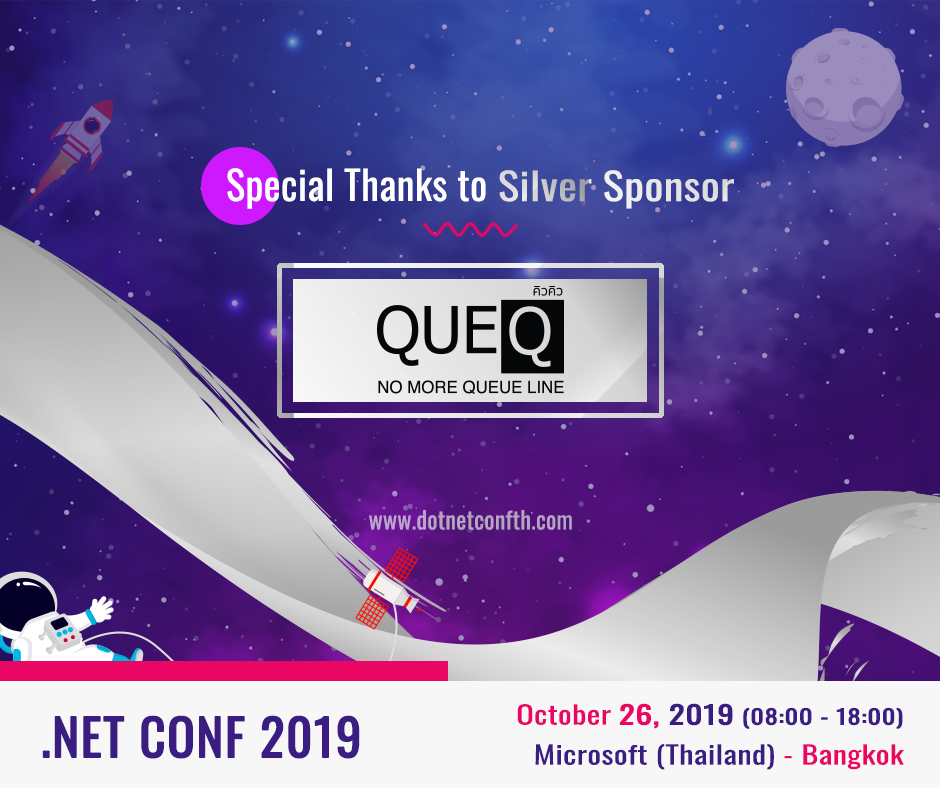 Special Thanks to Silver Sponsor
คิวคิว
QUEQ
NO MORE QUEUE LINE
www.dotnetconfth.com
.NET CONF 2019
October 26, 2019 (08:00 - 18:00)
Microsoft (Thailand) - Bangkok